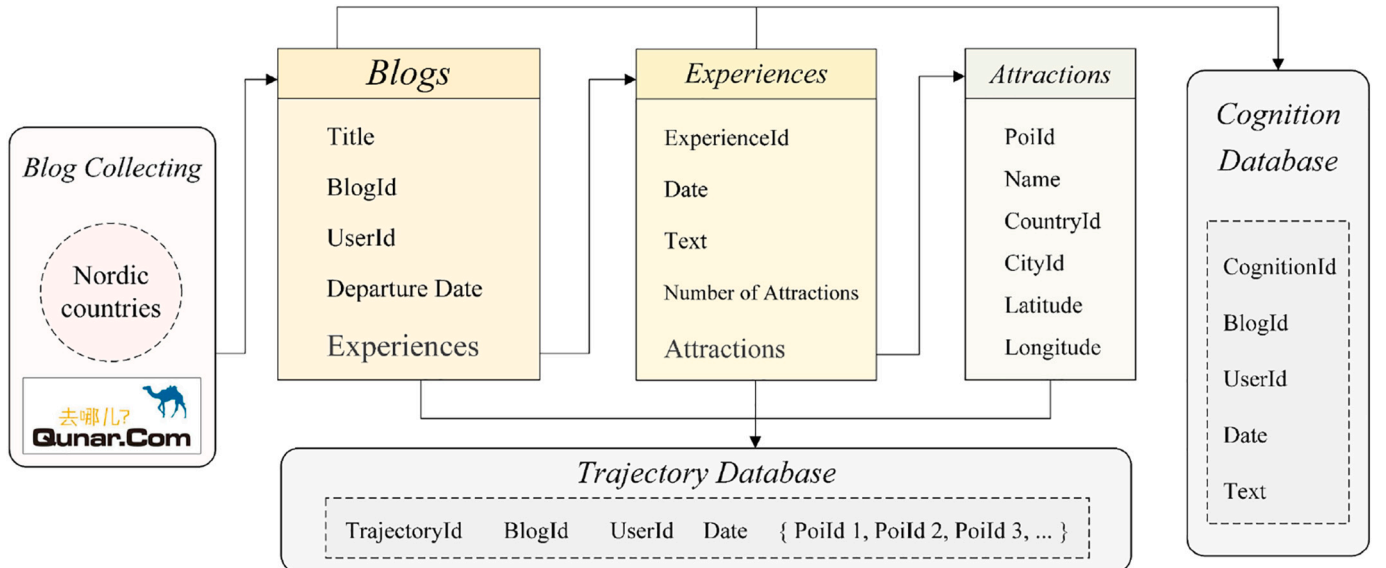 Blog Collecting
Nordic
countries
去哪儿?
Qunar.Com
Blogs
Title
BlogId
UserId
Departure Date
Experiences
Experiences
ExperienceId
Date
Text
Number of Attractions
Attractions
Attractions
PoiId
Name
CountryId
CityId
Latitude
Longitude
Cognition
Database
CognitionId
BlogId
UserId
Date
Text
Trajectory Database
TrajectoryId BlogId UserId Date { PoiId 1, PoiId 2, PoiId 3, ... }